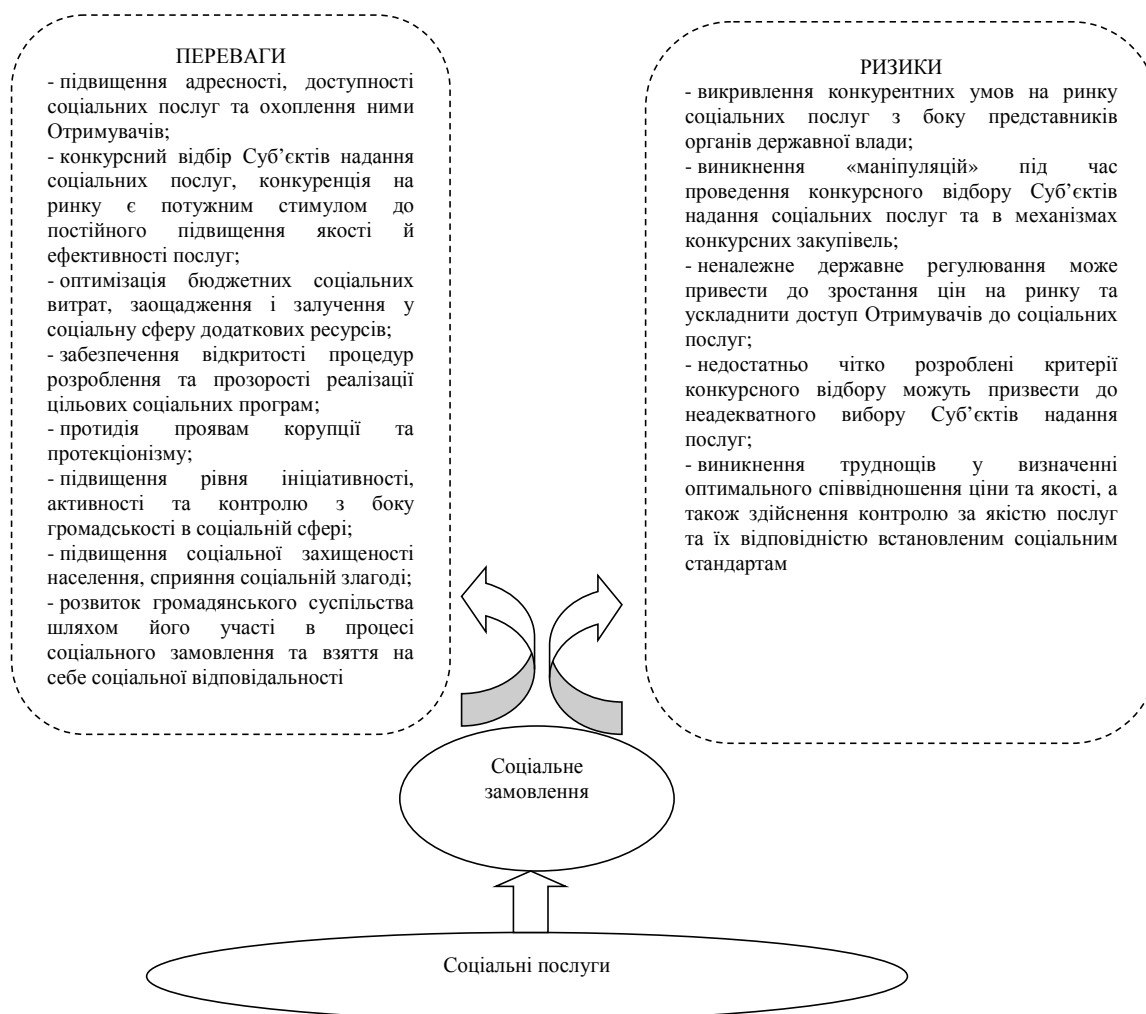 ПЕРЕВАГИ
- підвищення адресності, доступності
соціальних послуг та охоплення ними
Отримувачів;
- конкурсний відбір Суб’єктів надання
соціальних послуг, конкуренція на
ринку є потужним стимулом до
постійного підвищення якості й
ефективності послуг;
- оптимізація бюджетних соціальних
витрат, заощадження і залучення у
соціальну сферу додаткових ресурсів;
- забезпечення відкритості процедур
розроблення та прозорості реалізації
цільових соціальних програм;
- протидія проявам корупції та
протекціонізму;
- підвищення рівня ініціативності,
активності та контролю з боку
громадськості в соціальній сфері;
- підвищення соціальної захищеності
населення, сприяння соціальній злагоді;
- розвиток громадянського суспільства
шляхом його участі в процесі
соціального замовлення та взяття на
себе соціальної відповідальності
РИЗИКИ
- викривлення конкурентних умов на ринку
соціальних послуг з боку представників
органів державної влади;
- виникнення «маніпуляцій» під час
проведення конкурсного відбору Суб’єктів
надання соціальних послуг та в механізмах
конкурсних закупівель;
- неналежне державне регулювання може
привести до зростання цін на ринку та
ускладнити доступ Отримувачів до соціальних
послуг;
- недостатньо чітко розроблені критерії
конкурсного відбору можуть призвести до
неадекватного вибору Суб’єктів надання
послуг;
- виникнення труднощів у визначенні
оптимального співвідношення ціни та якості, а
також здійснення контролю за якістю послуг
та їх відповідністю встановленим соціальним
стандартам
Соціальне
замовлення
Соціальні послуги